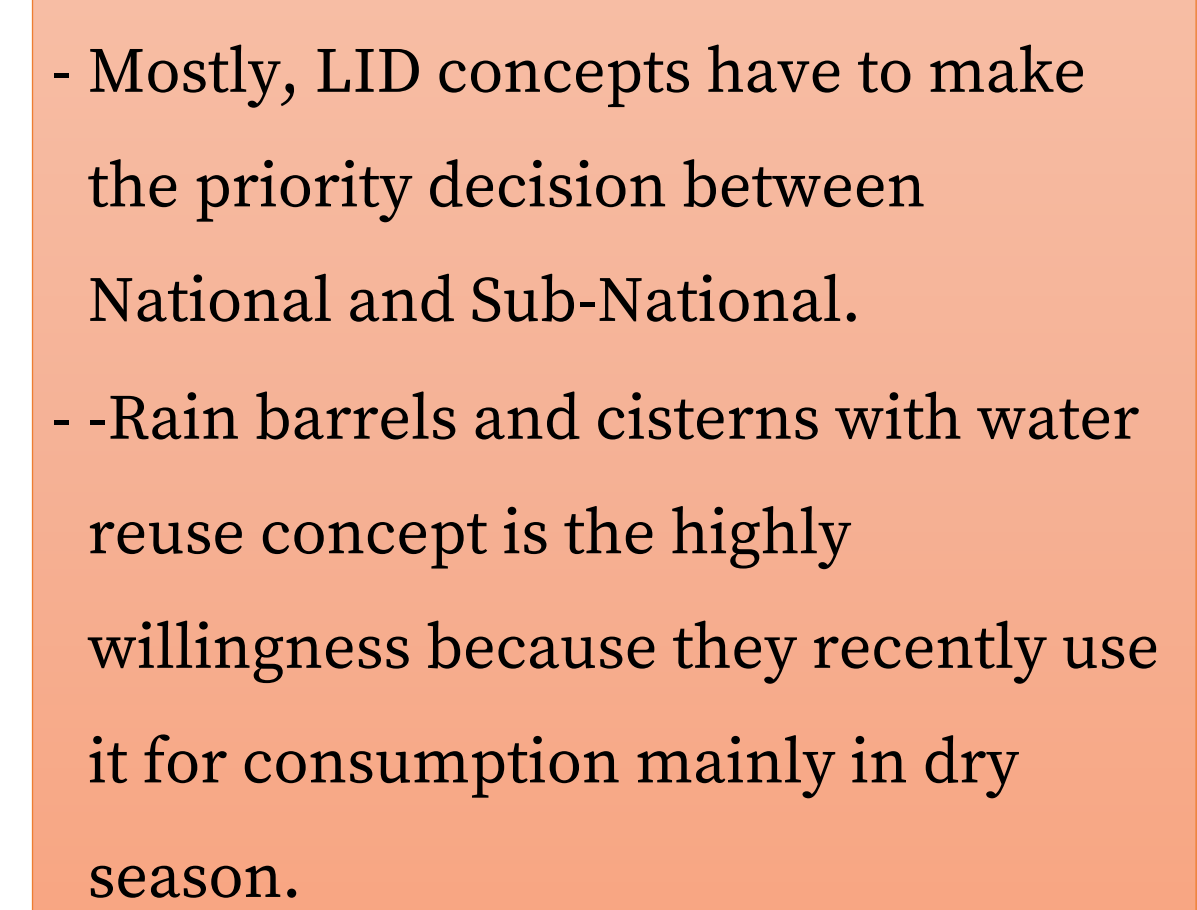 - Mostly, LID concepts have to make
the priority decision between
National and Sub-National.
- -Rain barrels and cisterns with water
reuse concept is the highly
willingness because they recently use
it for consumption mainly in dry
season.